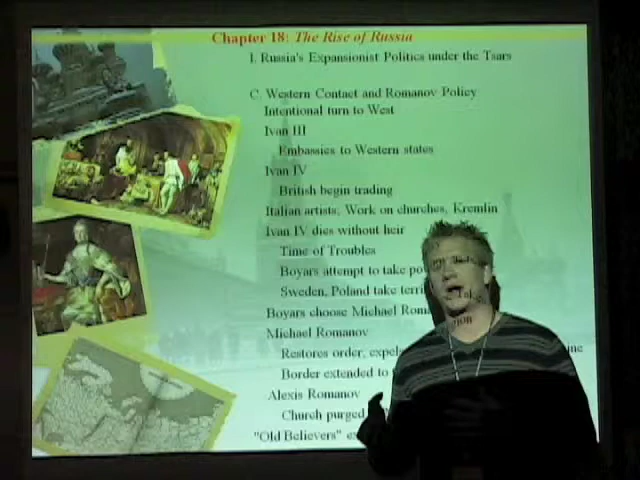 Chapter 18: The Rise of Russia
I. Russia's Expansionist Politics under the Tsars
C. Western Contact and Romanov Policy
Intentional turn to West
Ivan III
Embassies to Western states
Ivan IV
British begin trading
Italian artists, Work on churches, Kremlin
Ivan IV dies without heir
Time of Troubles
Boyars attempt to take po
Sweden, Poland take terri
Boyars choose Michael Roma
Michael Romanov
Restores order, expels
Border extended to
Alexis Romanov
Church purged
"Old Believers" ex